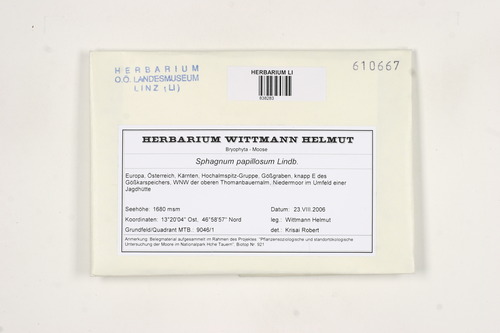 HERBARIUM
O.Ö. LANDESMUSEUM
LINZ (LI)
HERBARIUM LI
610667
HERBARIUM WITTMANN HELMUT
Bryophyta - Moose
Sphagnum papillosum Lindb.
Europa, Österreich, Kärnten, Hochalmspitz-Gruppe, Gößgraben, knapp E des
Gößkarspeichers, WNW der oberen Thomanbauernalm, Niedermoor im Umfeld einer
Jagdhütte
Seehöhe: 1680 msm Datum: 23.VIII.2006
Koordinaten: 13°20'04" Ost, 46°58'57" Nord leg.: Wittmann Helmut
Grundfeld/Quadrant MTB.: 9046/1 det.: Krisai Robert
Anmerkung: Belegmaterial aufgesammelt im Rahmen des Projektes "Pflanzensoziologische und standortsökologische
Untersuchung der Moore im Nationalpark Hohe Tauern". Biotop Nr. 921